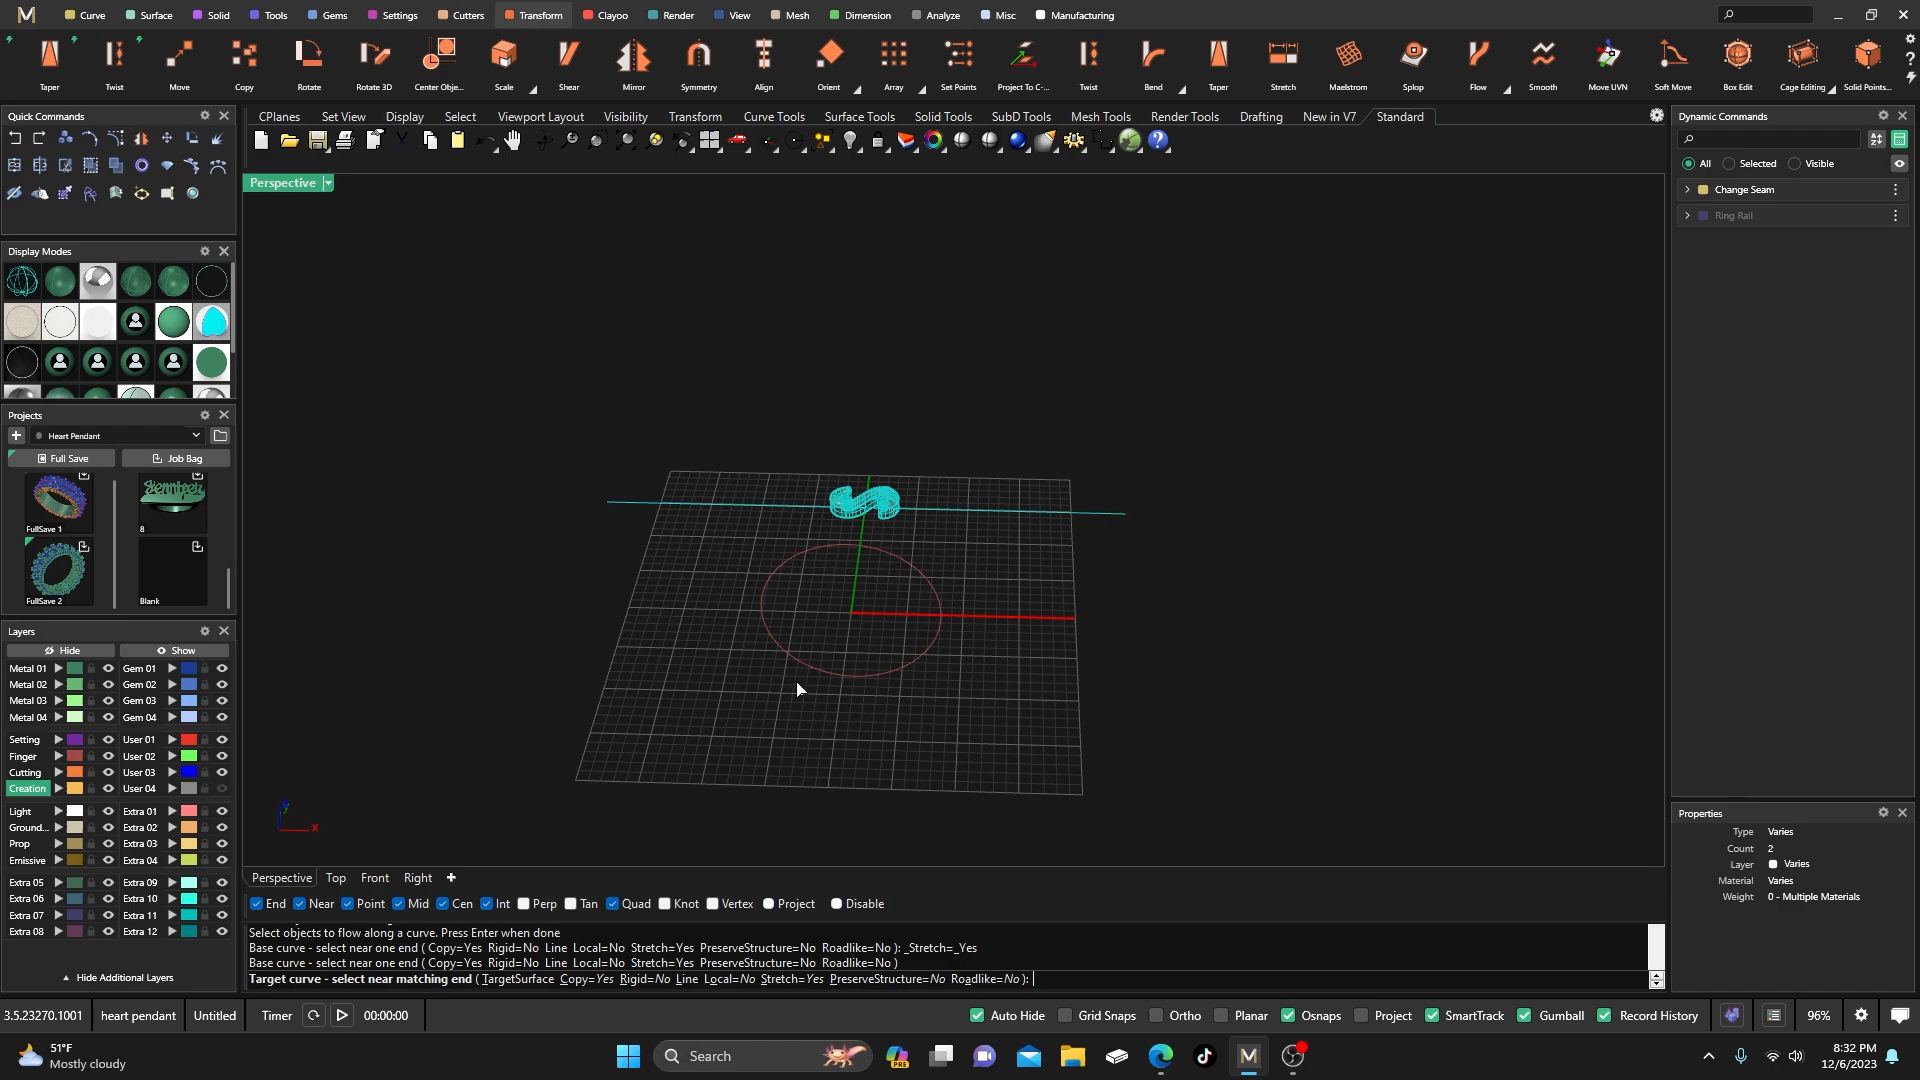 Curve Surface Solid Tools Gems Settings Cutters Transform Clayoo Render View Mesh Dimension Analyze Misc Manufacturing
Taper Twist Move Copy Rotate Rotate 3D Center Obje... Scale Shear Mirror Symmetry Align Orient Array Set Points Project To C-... Twist Bend Taper Stretch Maelstrom Splop Flow Smooth Move UVN Soft Move Box Edit Cage Editing Solid Points...
Quick Commands
CPlanes Set View Display Select Viewport Layout Visibility Transform Curve Tools Surface Tools Solid Tools SubD Tools Mesh Tools Render Tools Drafting New in V7 Standard
Dynamic Commands
All Selected Visible
Change Seam
Ring Rail
Perspective
Display Modes
Projects
Heart Pendant
Full Save Job Bag
FullSave 1 8
FullSave 2 Blank
Layers
Hide Show
Metal 01 Gem 01
Metal 02 Gem 02
Metal 03 Gem 03
Metal 04 Gem 04
Setting User 01
Finger User 02
Cutting User 03
Creation User 04
Light Extra 01
Ground... Extra 02
Prop Extra 03
Emissive Extra 04
Extra 05 Extra 09
Extra 06 Extra 10
Extra 07 Extra 11
Extra 08 Extra 12
Hide Additional Layers
y
x
Perspective Top Front Right
End Near Point Mid Cen Int Perp Tan Quad Knot Vertex Project Disable
Select objects to flow along a curve. Press Enter when done
Base curve - select near one end ( Copy=Yes Rigid=No Line Local=No Stretch=Yes PreserveStructure=No Roadlike=No ): _Stretch=_Yes
Base curve - select near one end ( Copy=Yes Rigid=No Line Local=No Stretch=Yes PreserveStructure=No Roadlike=No )
Target curve - select near matching end ( TargetSurface Copy=Yes Rigid=No Line Local=No Stretch=Yes PreserveStructure=No Roadlike=No ):
Properties
Type Varies
Count 2
Layer Varies
Material Varies
Weight 0 - Multiple Materials
3.5.23270.1001 heart pendant Untitled Timer 00:00:00 Auto Hide Grid Snaps Ortho Planar Osnaps Project SmartTrack Gumball Record History 96%
51°F
Mostly cloudy
Search
PRE
8:32 PM
12/6/2023